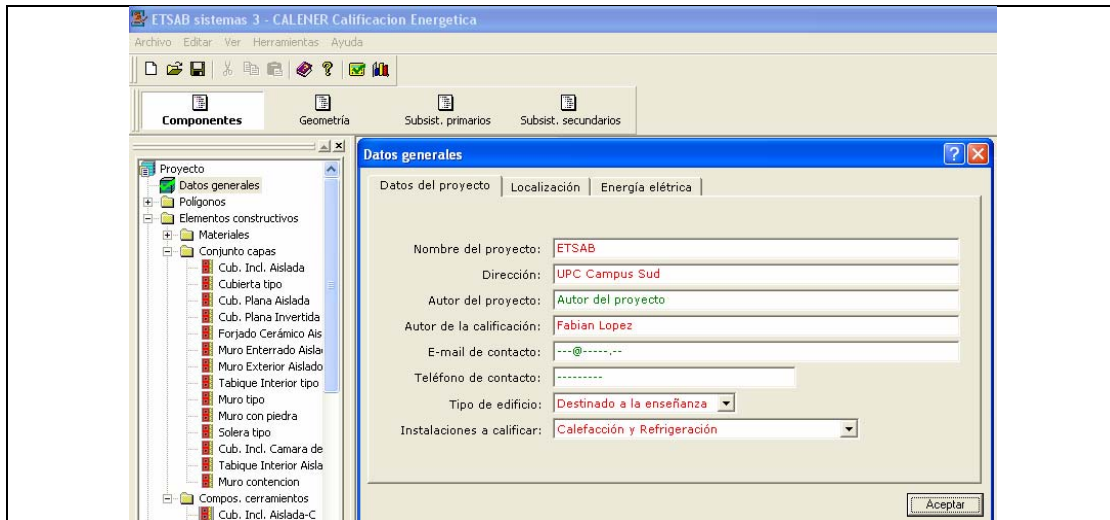 ETSAB sistemas 3 - CALENER Calificacion Energetica
Archivo Editar Ver Herramientas Ayuda
Componentes Geometría Subsist. primarios Subsist. secundarios
Proyecto
Datos generales
Polígonos
Elementos constructivos
Materiales
Conjunto capas
Cub. Incl. Aislada
Cubierta tipo
Cub. Plana Aislada
Cub. Plana Invertida
Forjado Cerámico Ais
Muro Enterrado Aisla
Muro Exterior Aislado
Tabique Interior tipo
Muro tipo
Muro con piedra
Solera tipo
Cub. Incl. Camara de
Tabique Interior Aisla
Muro contencion
Compos. cerramientos
Cub. Incl. Aislada-C
Datos generales
Datos del proyecto Localización Energía elétrica
Nombre del proyecto: ETSAB
Dirección: UPC Campus Sud
Autor del proyecto: Autor del proyecto
Autor de la calificación: Fabian Lopez
E-mail de contacto: ---@-----.--
Teléfono de contacto: ---------
Tipo de edificio: Destinado a la enseñanza
Instalaciones a calificar: Calefacción y Refrigeración
Aceptar